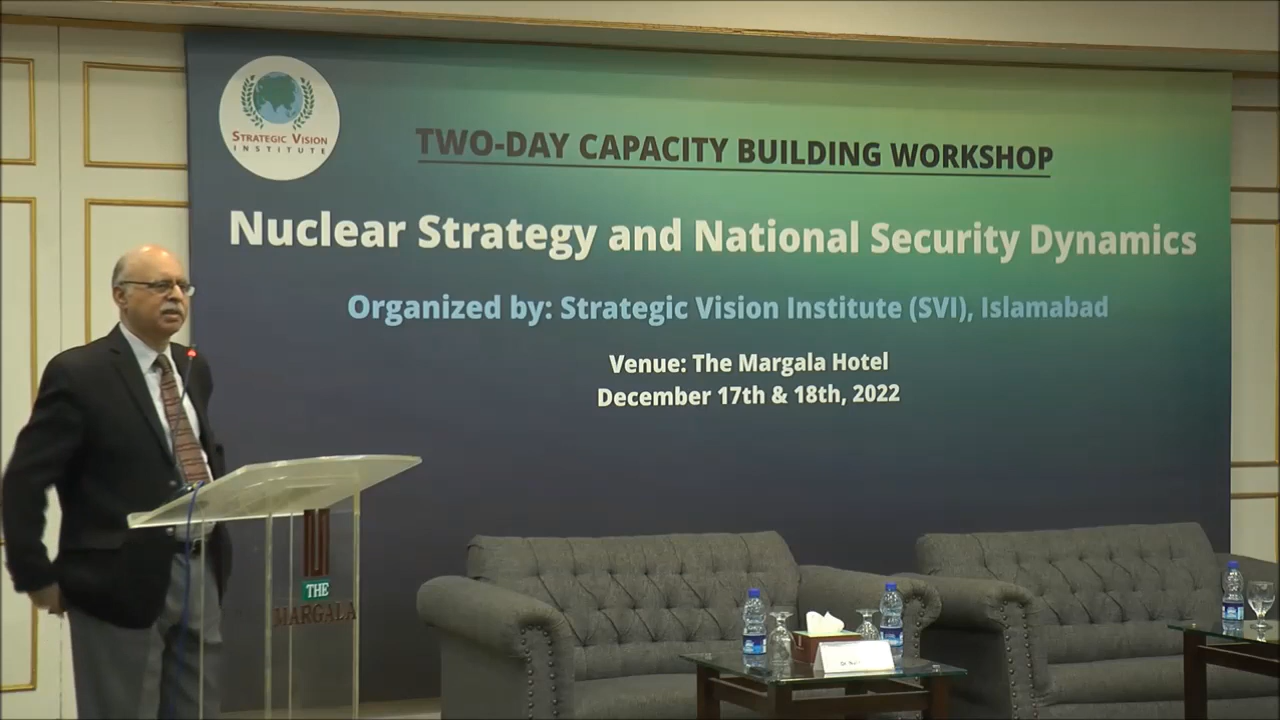 STRATEGIC VISION
INSTITUTE
TWO-DAY CAPACITY BUILDING WORKSHOP
Nuclear Strategy and National Security Dynamics
Organized by: Strategic Vision Institute (SVI), Islamabad
Venue: The Margala Hotel
December 17th & 18th, 2022
THE
MARGALA
Dr.